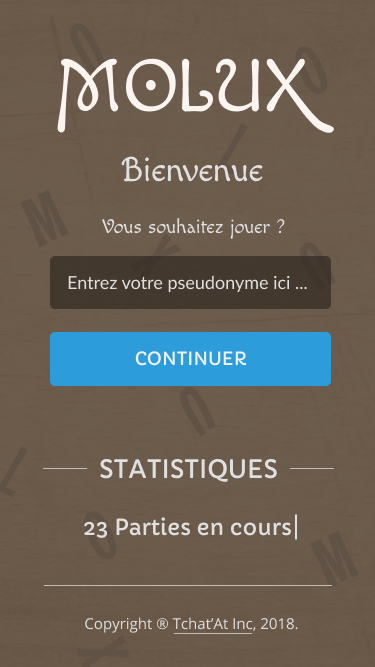 MOLUX
Bienvenue
Vous souhaitez jouer ?
Entrez votre pseudonyme ici ...
CONTINUER
STATISTIQUES
23 Parties en cours|
Copyright ® Tchat'At Inc, 2018.